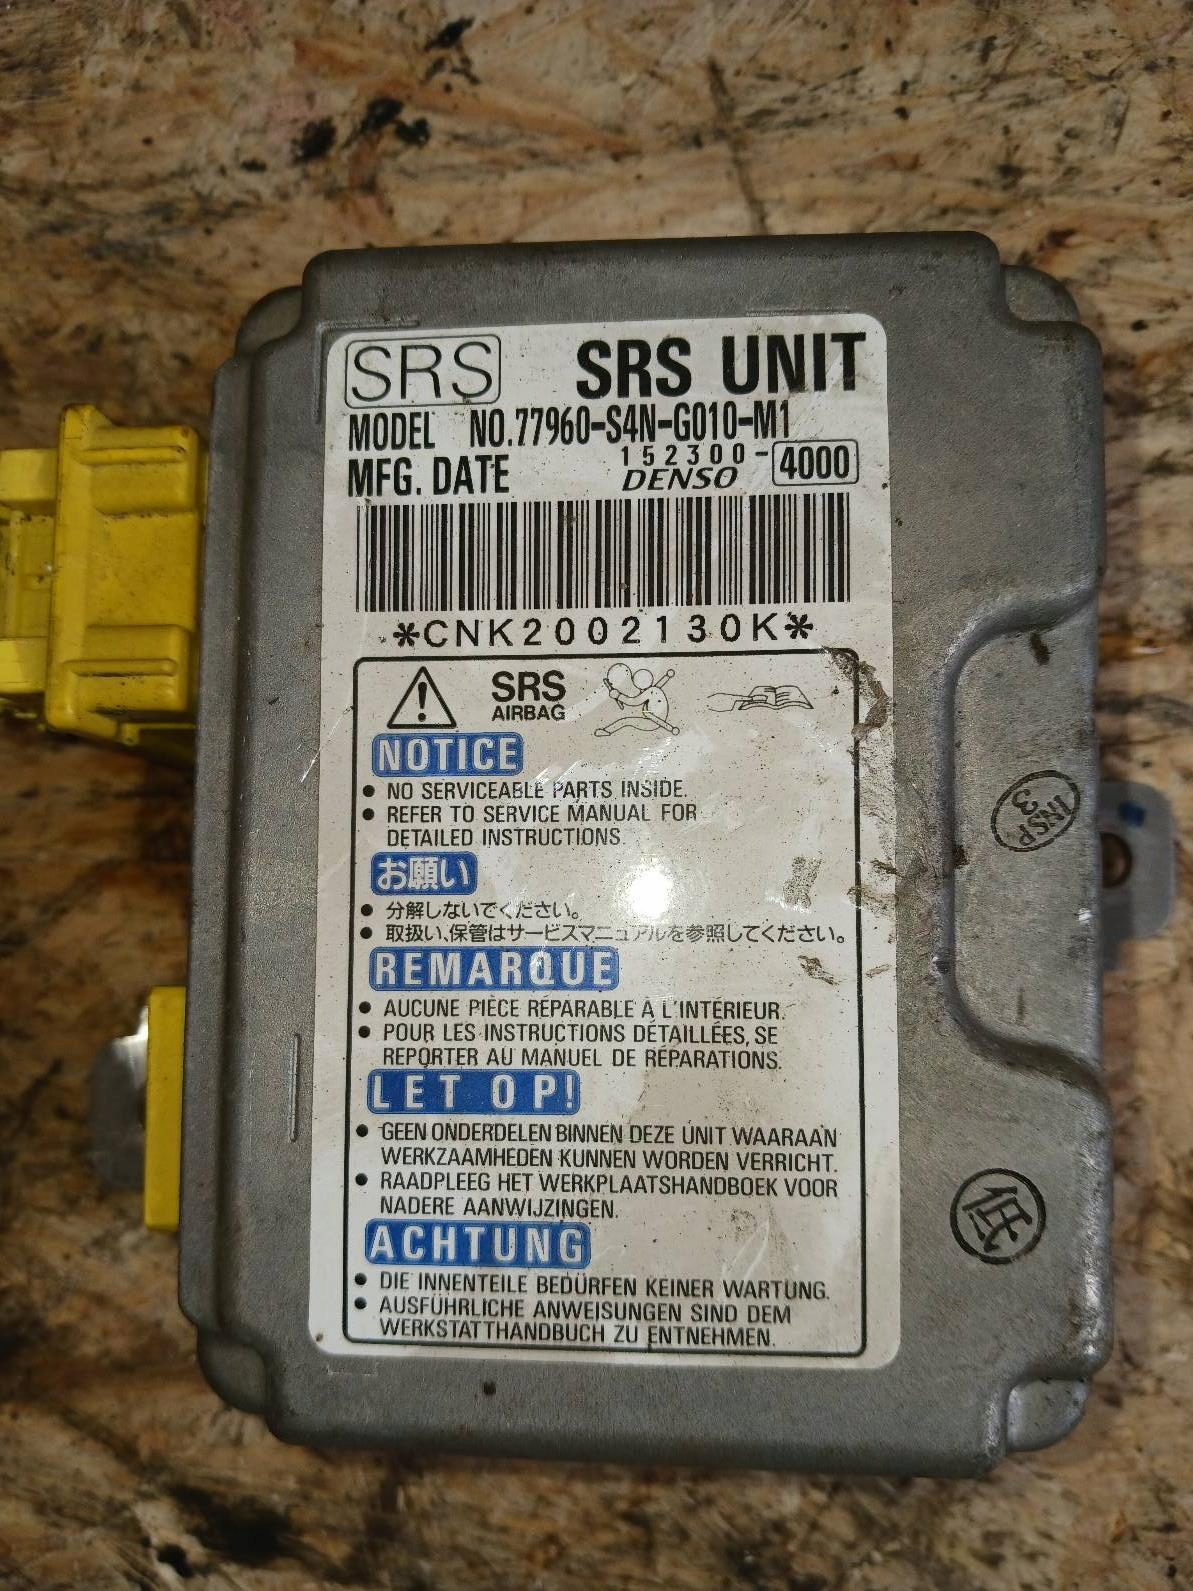 SRS SRS UNIT
MODEL NO.77960-S4N-G010-M1
MFG. DATE 152300-4000
DENSO
*CNK2002130K*
SRS
AIRBAG
NOTICE
• NO SERVICEABLE PARTS INSIDE.
• REFER TO SERVICE MANUAL FOR
DETAILED INSTRUCTIONS.
お願い
• 分解しないでください。
• 取扱い、保管はサービスマニュアルを参照してください。
REMARQUE
• AUCUNE PIÈCE RÉPARABLE À L'INTÉRIEUR.
• POUR LES INSTRUCTIONS DÉTAILLÉES, SE
REPORTER AU MANUEL DE RÉPARATIONS.
LET OP!
• GEEN ONDERDELEN BINNEN DEZE UNIT WAARAAN
WERKZAAMHEDEN KUNNEN WORDEN VERRICHT.
• RAADPLEEG HET WERKPLAATSHANDBOEK VOOR
NADERE AANWIJZINGEN.
ACHTUNG
• DIE INNENTEILE BEDÜRFEN KEINER WARTUNG.
• AUSFÜHRLICHE ANWEISUNGEN SIND DEM
WERKSTATTHANDBUCH ZU ENTNEHMEN.
INSP
3
低